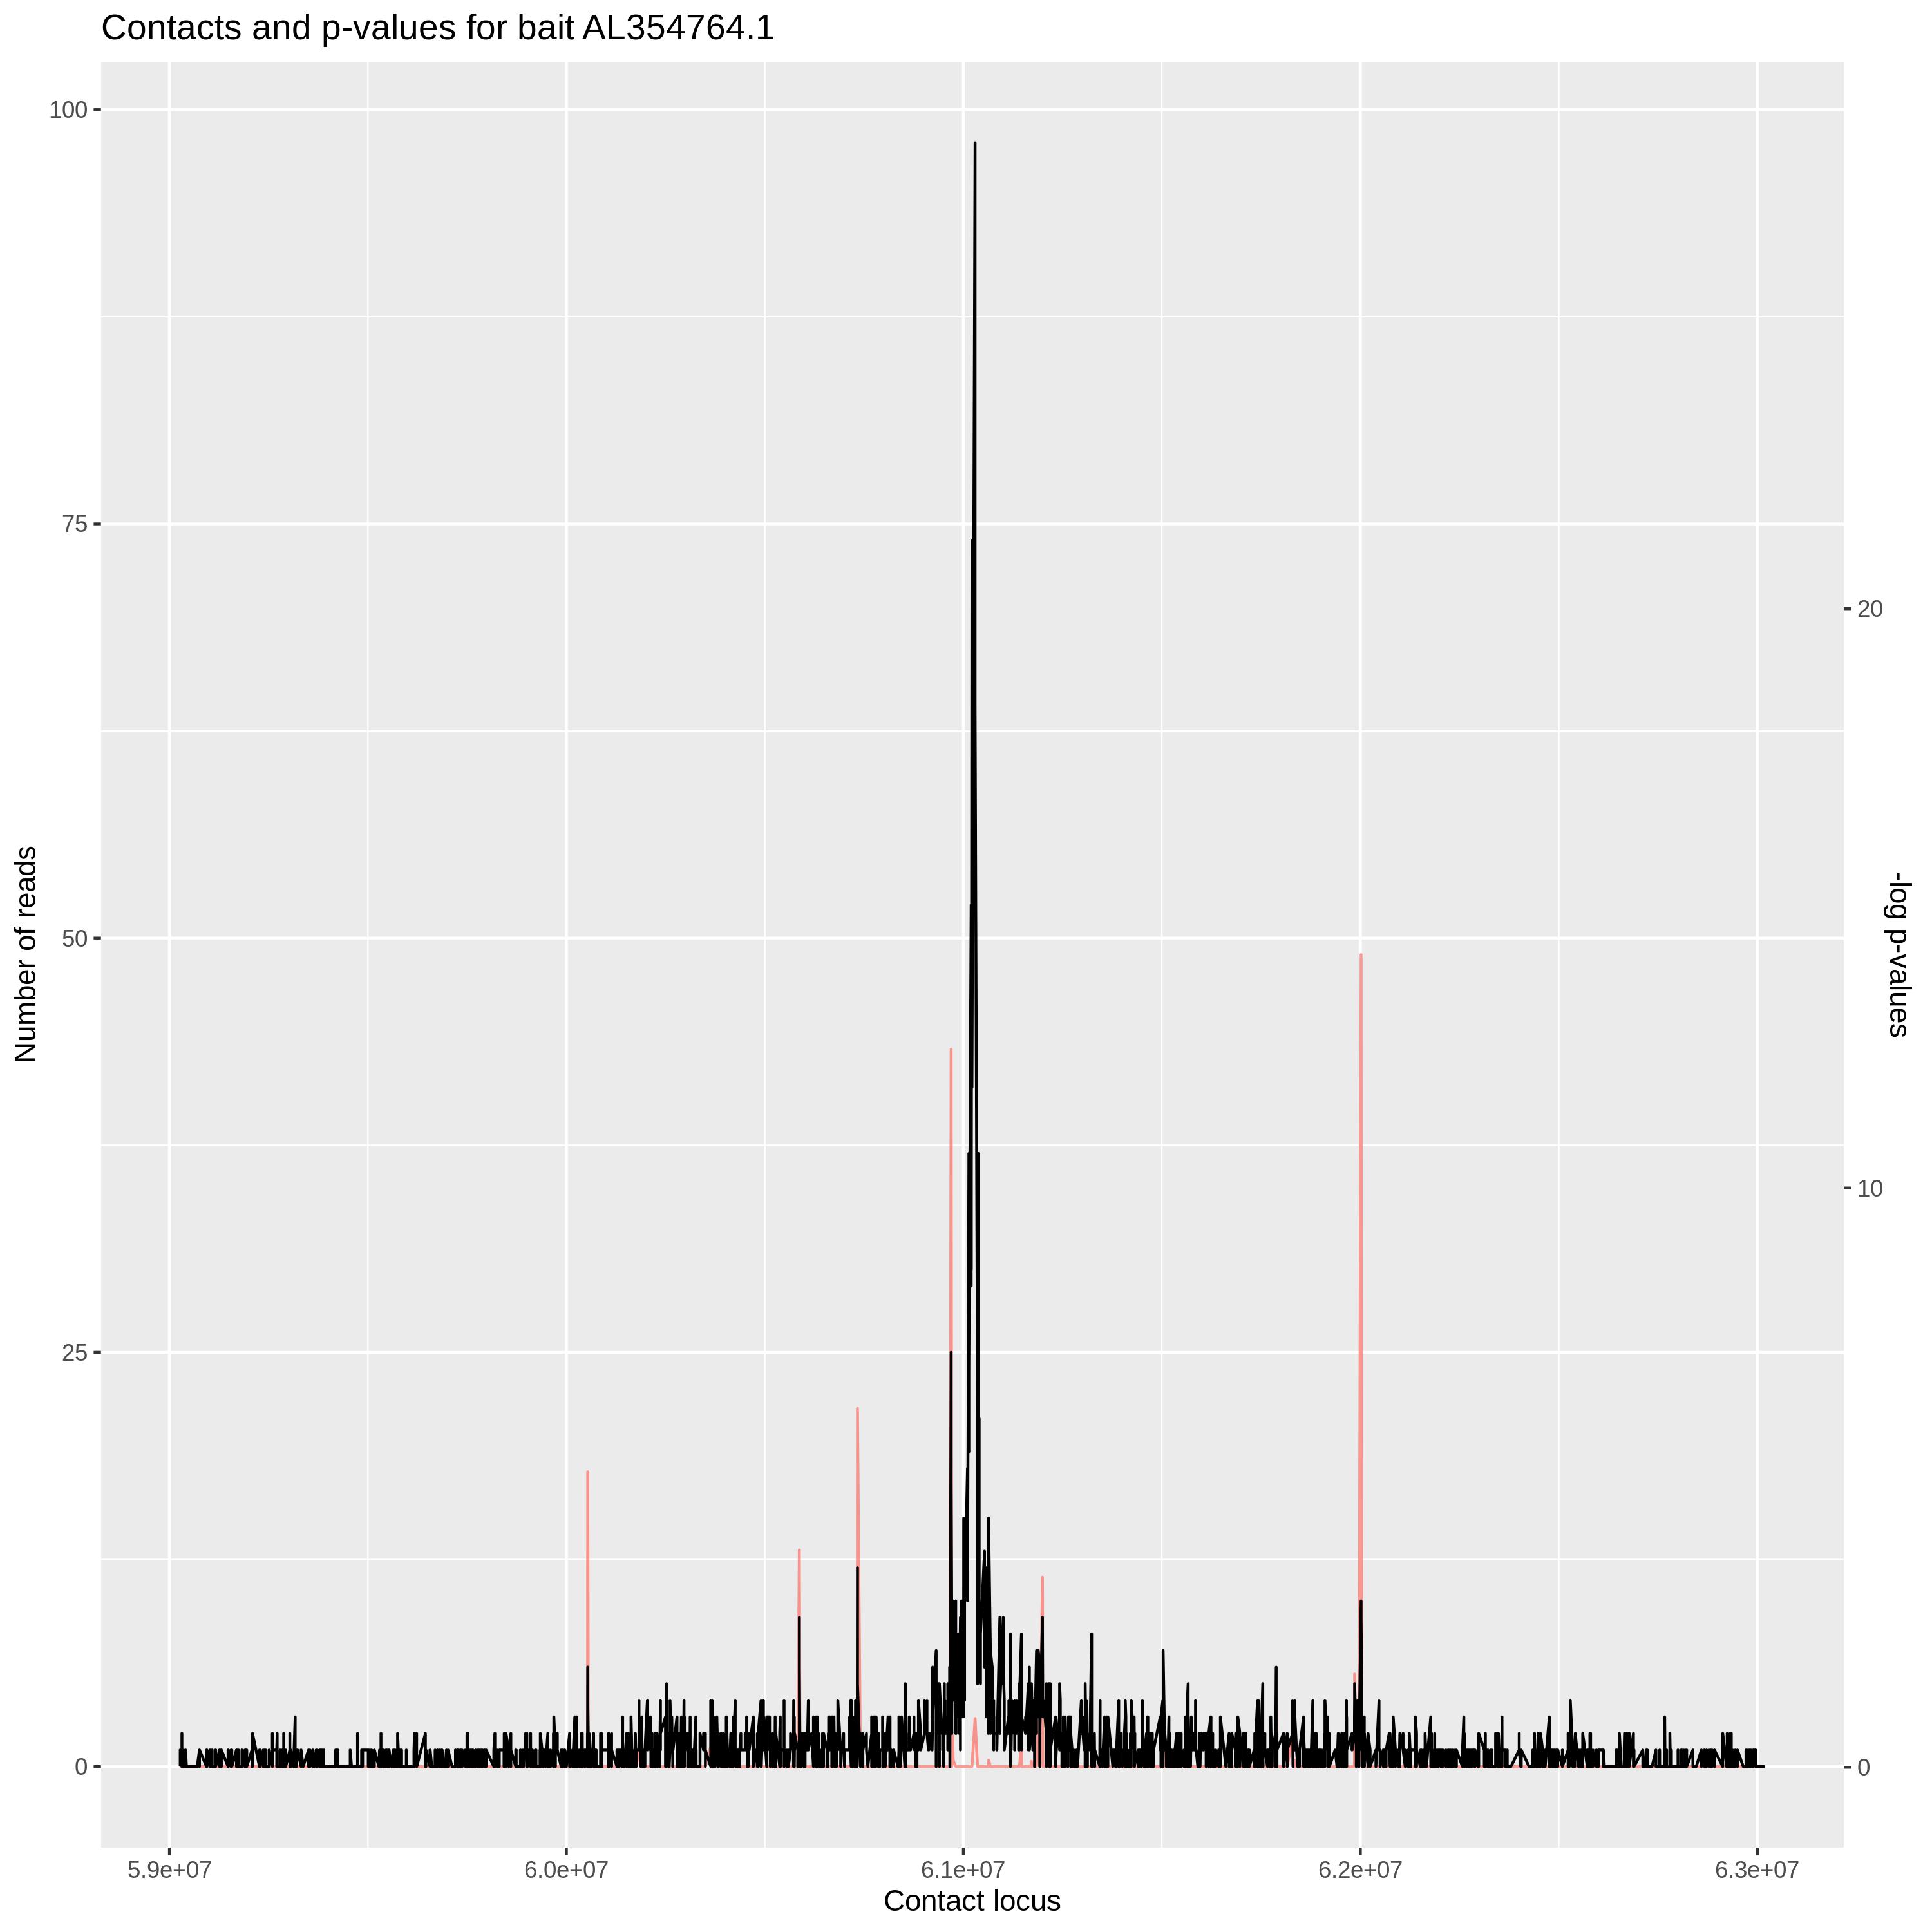 Contacts and p-values for bait AL354764.1
100
75
50
25
0
Number of reads
20
10
0
-log p-values
5.9e+07
6.0e+07
6.1e+07
6.2e+07
6.3e+07
Contact locus